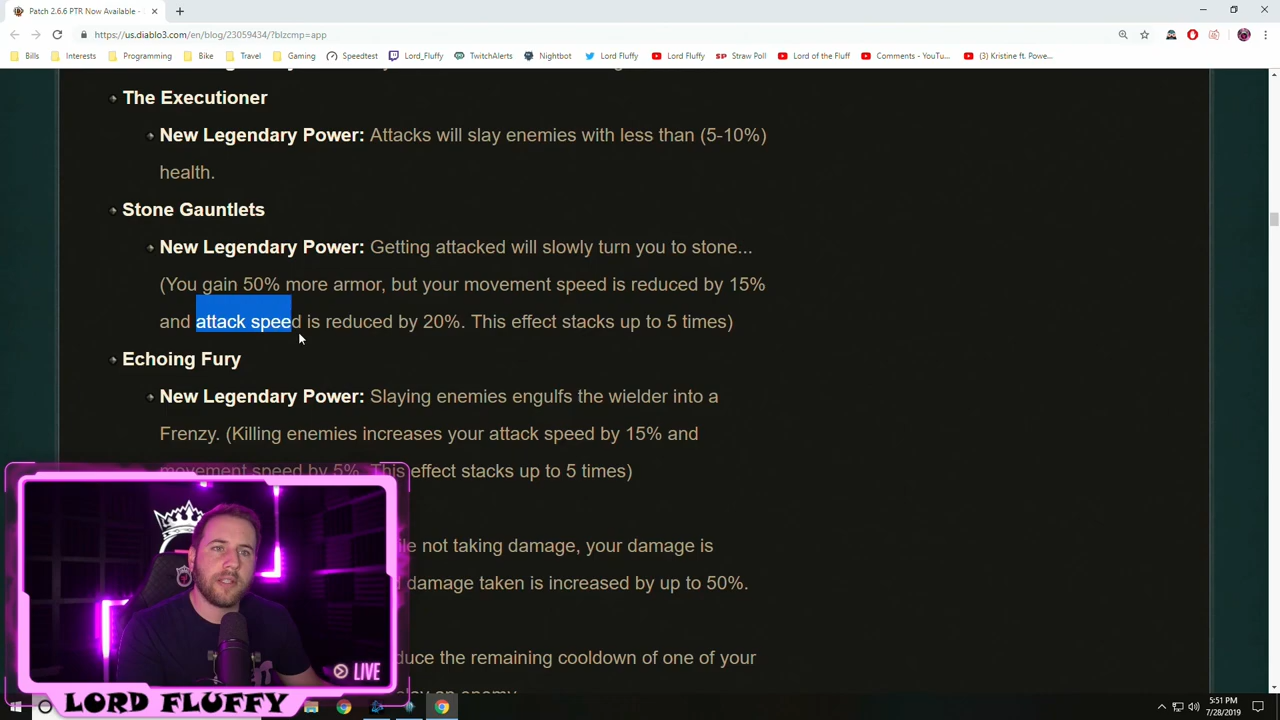 Patch 2.6.6 PTR Now Available -
https://us.diablo3.com/en/blog/23059434/?blzcmp=app
Bills Interests Programming Bike Travel Gaming Speedtest Lord_Fluffy TwitchAlerts Nightbot Lord Fluffy Lord Fluffy Straw Poll Lord of the Fluff Comments - YouTu... (3) Kristine ft. Powe...
The Executioner
New Legendary Power: Attacks will slay enemies with less than (5-10%)
health.
Stone Gauntlets
New Legendary Power: Getting attacked will slowly turn you to stone...
(You gain 50% more armor, but your movement speed is reduced by 15%
and attack speed is reduced by 20%. This effect stacks up to 5 times)
Echoing Fury
New Legendary Power: Slaying enemies engulfs the wielder into a
Frenzy. (Killing enemies increases your attack speed by 15% and
movement speed by 5%. This effect stacks up to 5 times)
not taking damage, your damage is
damage taken is increased by up to 50%.
the remaining cooldown of one of your
LIVE
LORD FLUFFY
5:51 PM
7/28/2019